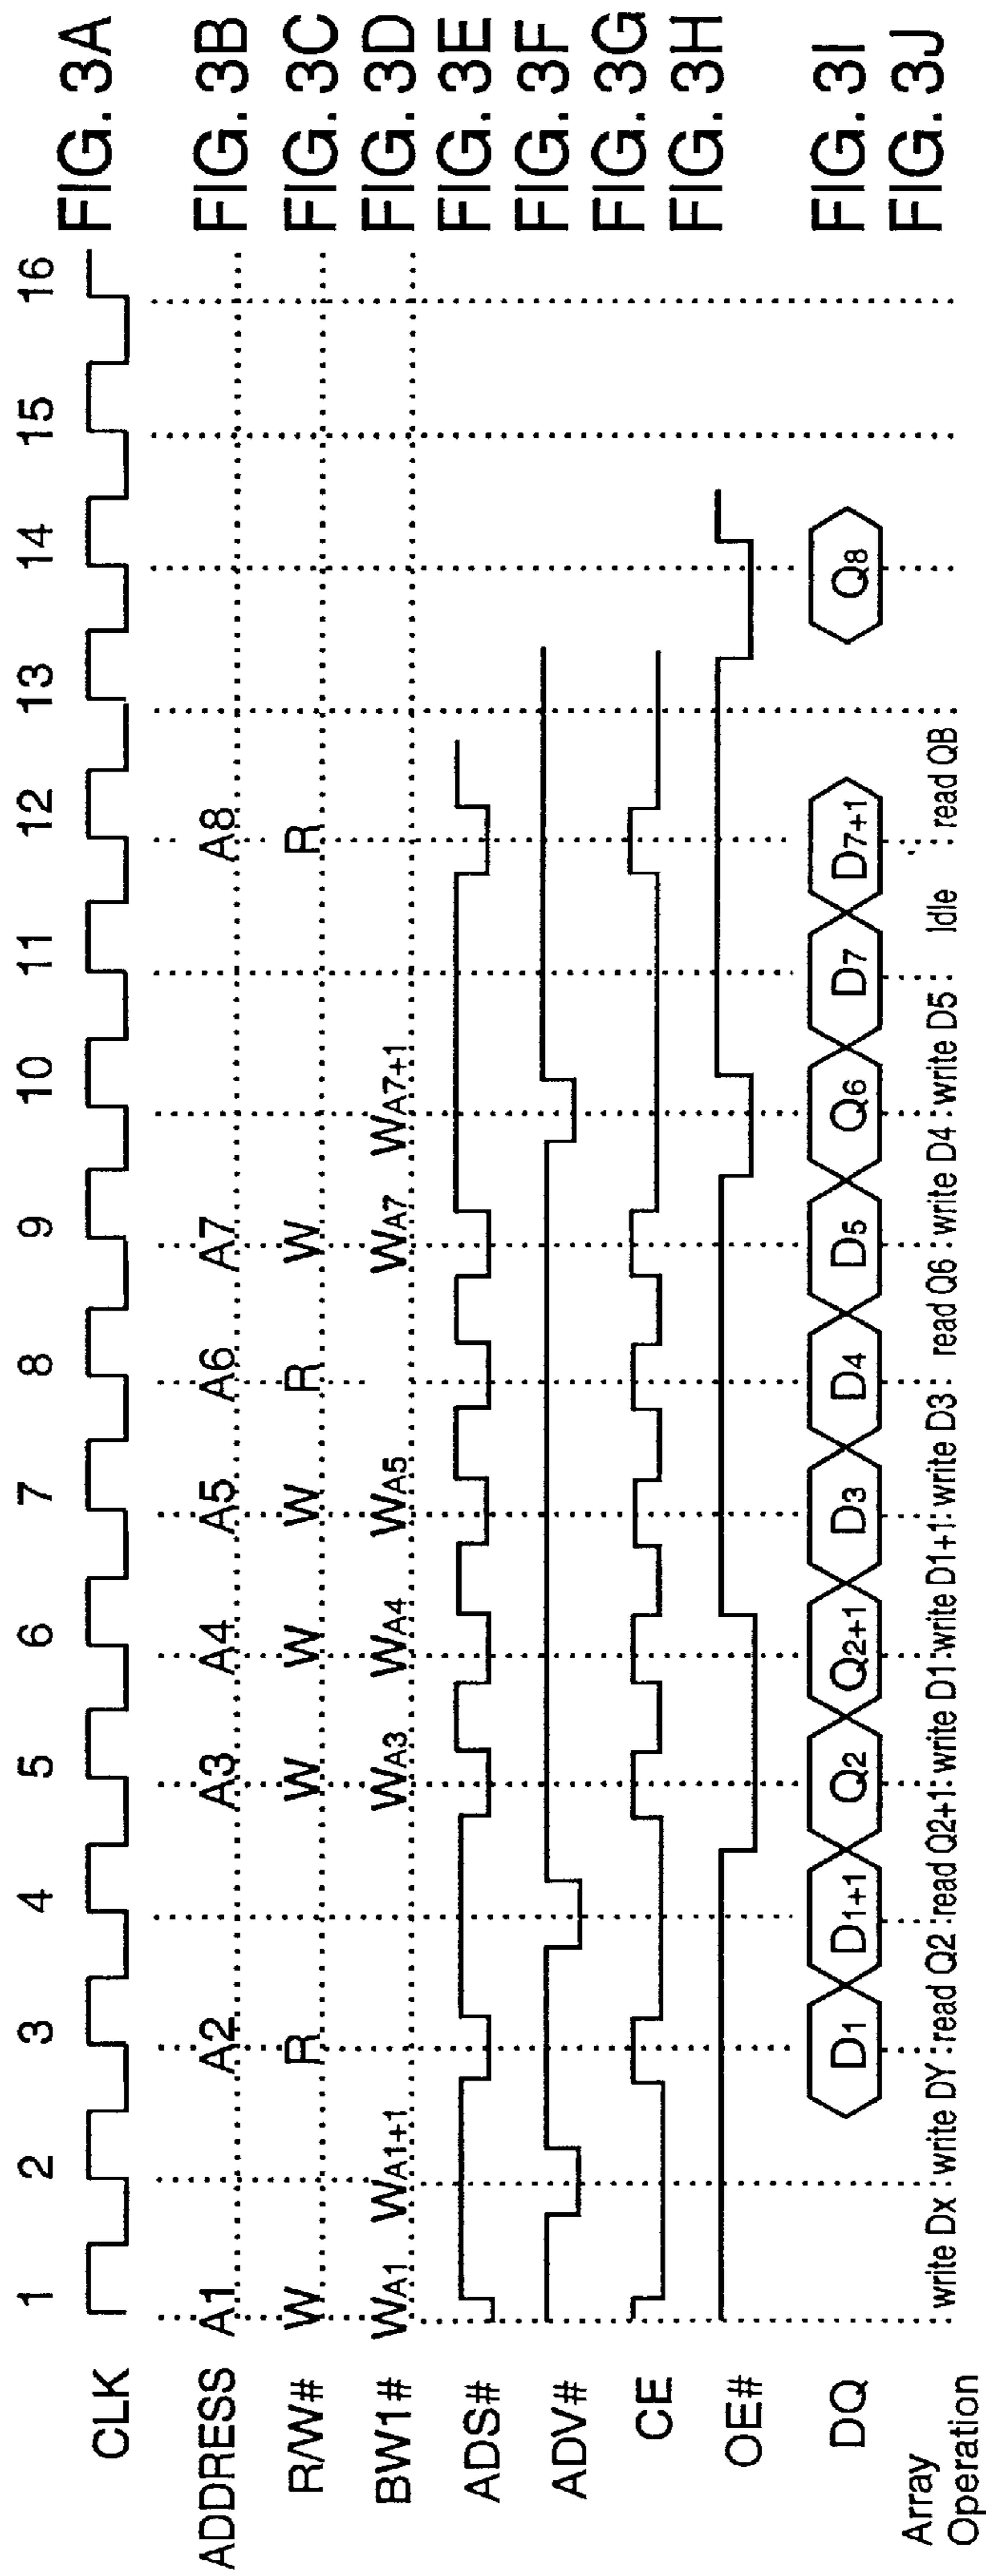 1 2 3 4 5 6 7 8 9 10 11 12 13 14 15 16
CLK FIG. 3A
ADDRESS A1 A2 A3 A4 A5 A6 A7 A8 FIG. 3B
R/W# W R W W W R W R FIG. 3C
BW1# WA1 WA1+1 WA3 WA4 WA5 WA7 WA7+1 FIG. 3D
ADS# FIG. 3E
ADV# FIG. 3F
CE FIG. 3G
OE# FIG. 3H
DQ D1 D1+1 Q2 Q2+1 D3 D4 D5 Q6 D7 D7+1 Q8 FIG. 3I
Array Operation write Dx write DY read Q2 read Q2+1 write D1 write D1+1 write D3 read Q6 write D4 write D5 Idle read QB FIG. 3J